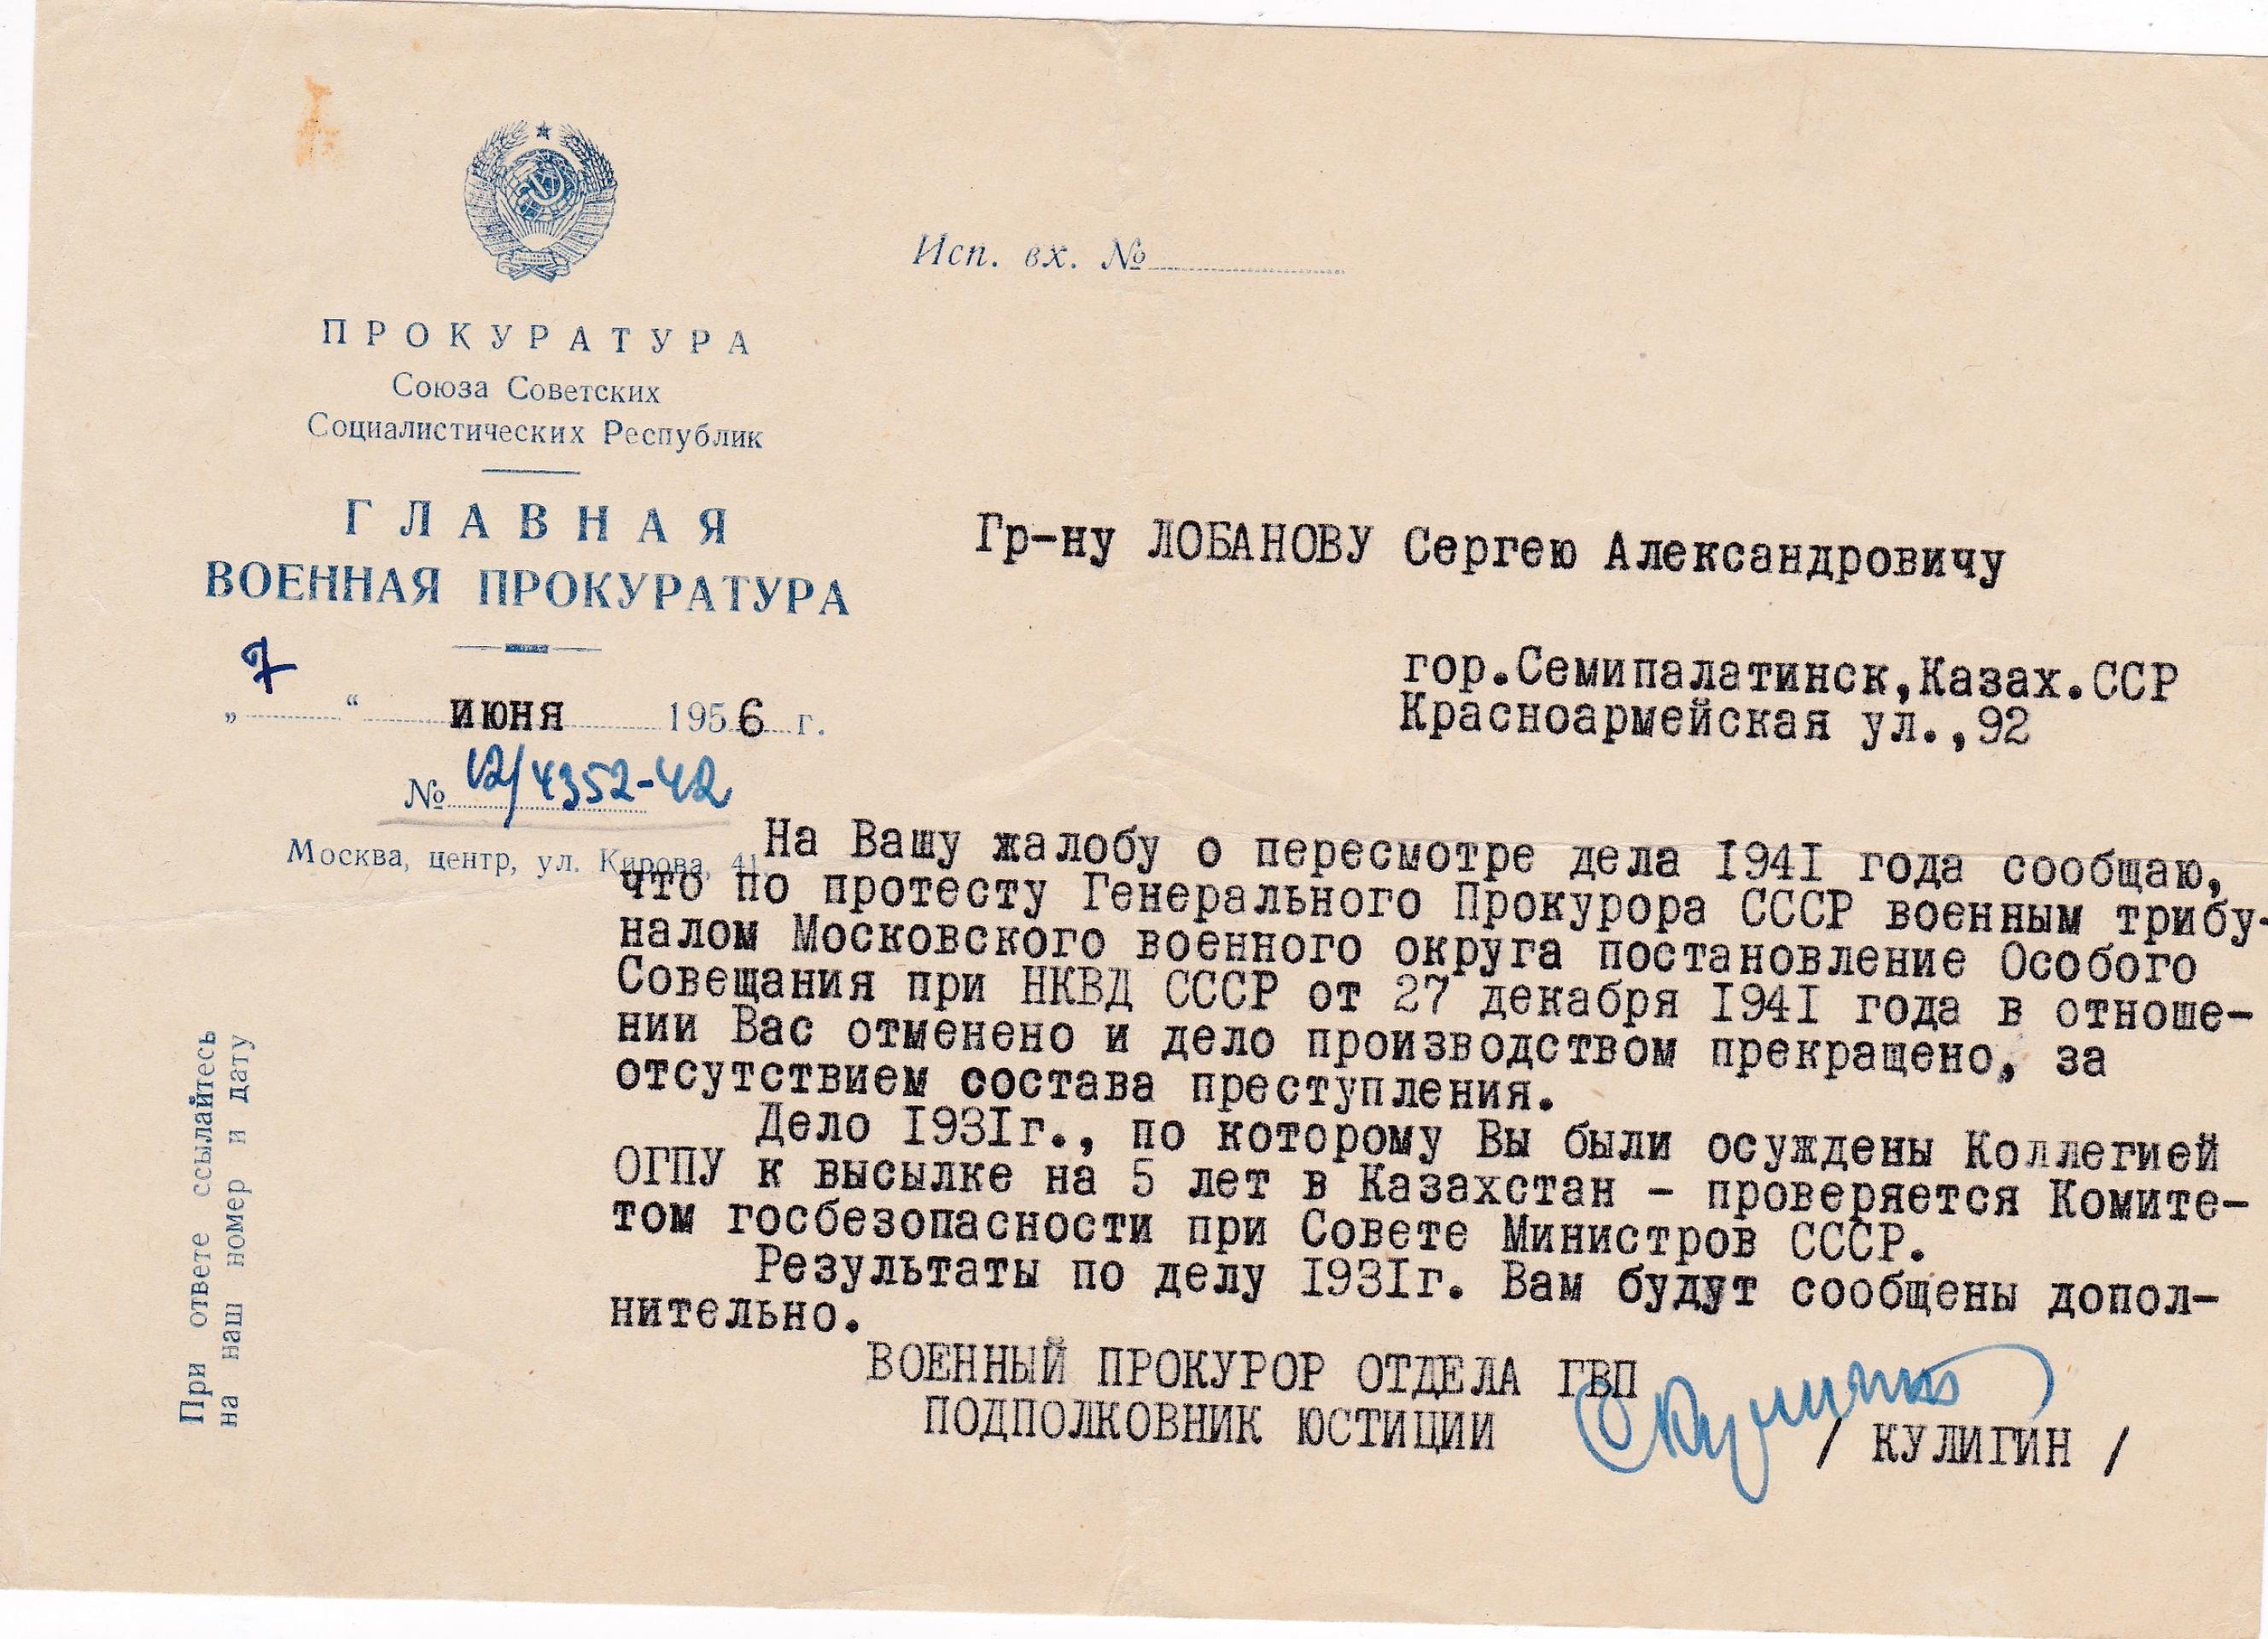 Исп. вх. №
ПРОКУРАТУРА
Союза Советских
Социалистических Республик
ГЛАВНАЯ
ВОЕННАЯ ПРОКУРАТУРА
„ 7 “ июня 1956 г.
№ 12/4352-42
Москва, центр, ул. Кирова, 41.
При ответе ссылайтесь
на наш номер и дату
Гр-ну ЛОБАНОВУ Сергею Александровичу
гор.Семипалатинск,Казах.ССР
Красноармейская ул.,92
На Вашу жалобу о пересмотре дела I94I года сообщаю,
что по протесту Генерального Прокурора СССР военным трибу-
налом Московского военного округа постановление Особого
Совещания при НКВД СССР от 27 декабря I94I года в отноше-
нии Вас отменено и дело производством прекращено, за
отсутствием состава преступления.
Дело I93Iг., по которому Вы были осуждены Коллегией
ОГПУ к высылке на 5 лет в Казахстан - проверяется Комите-
том госбезопасности при Совете Министров СССР.
Результаты по делу I93Iг. Вам будут сообщены допол-
нительно.
ВОЕННЫЙ ПРОКУРОР ОТДЕЛА ГВП
ПОДПОЛКОВНИК ЮСТИЦИИ / КУЛИГИН /